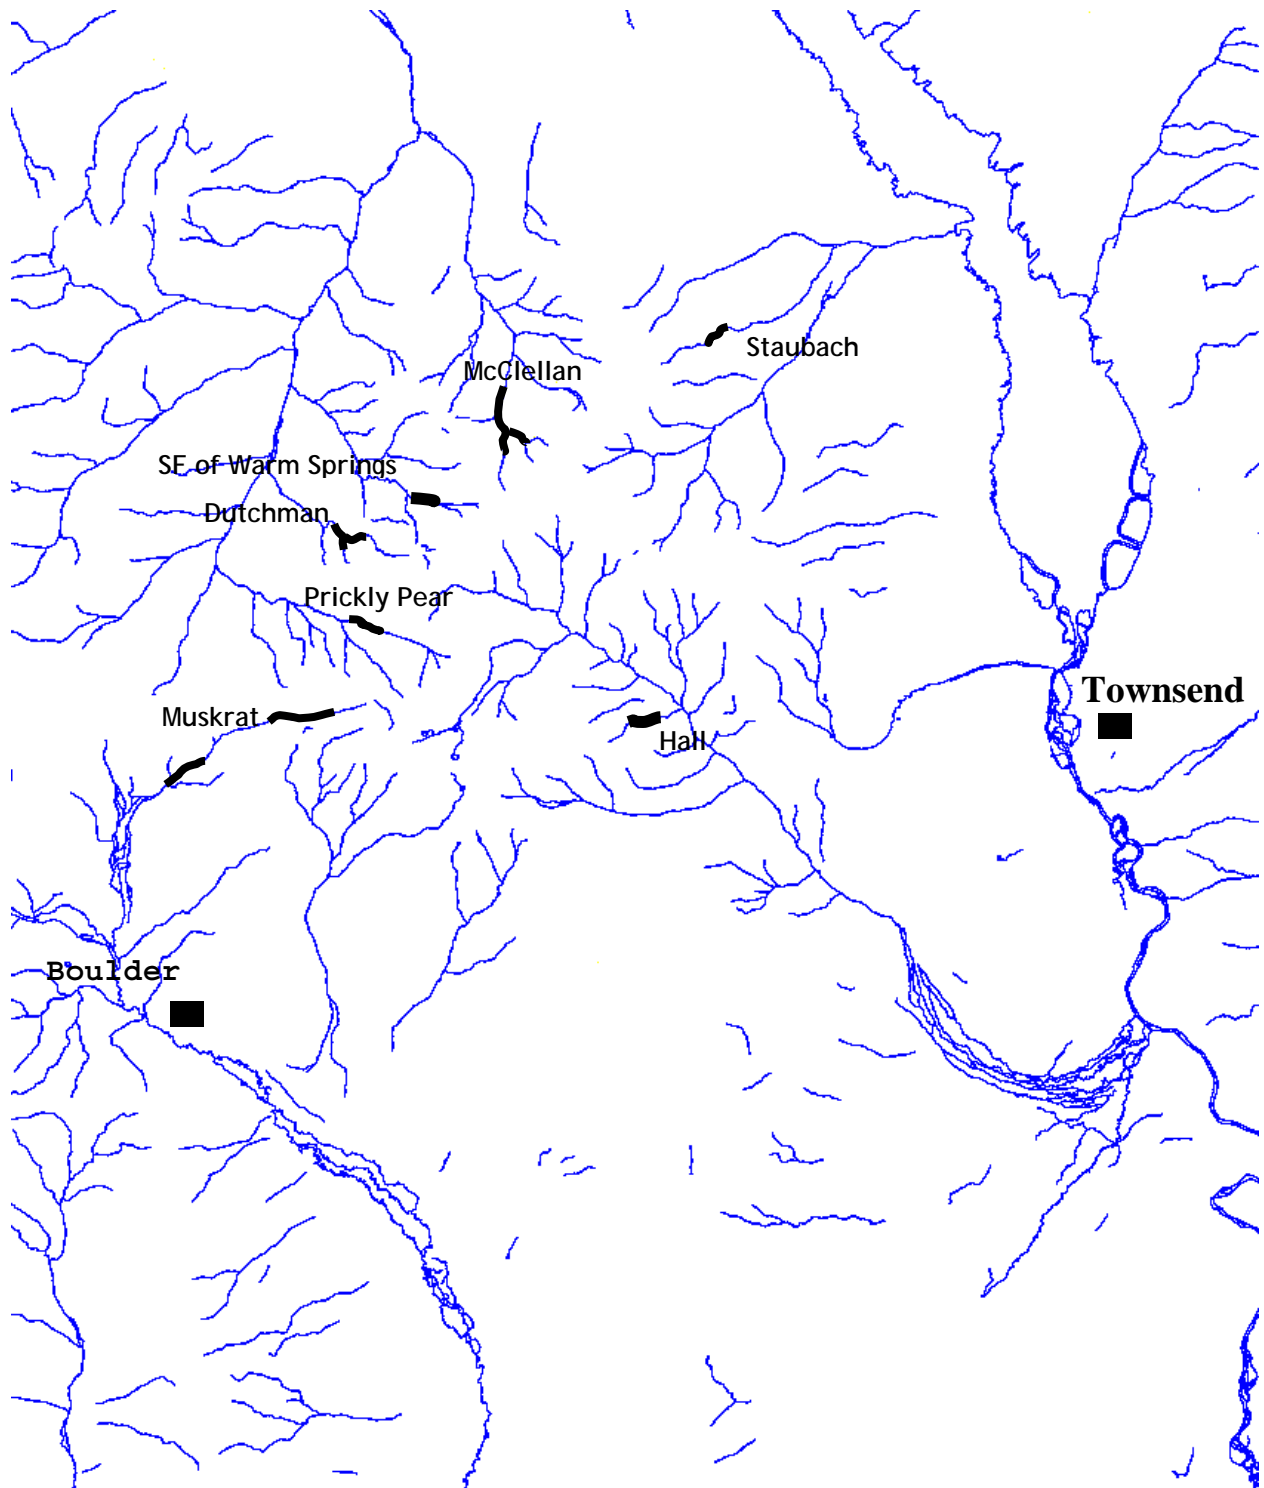 Staubach
McClellan
SF of Warm Springs
Dutchman
Prickly Pear
Townsend
Muskrat
Hall
Boulder